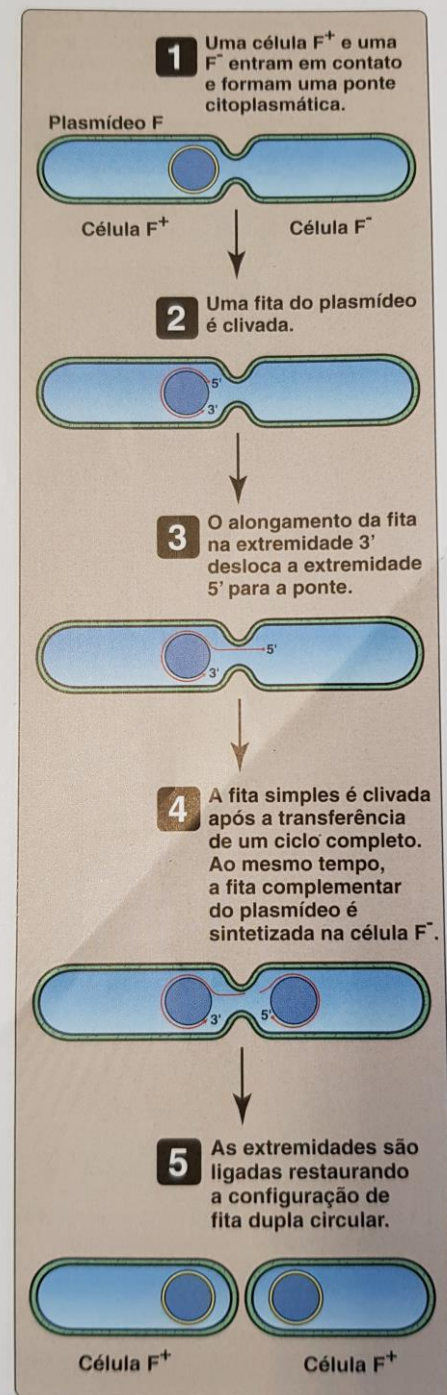 1
Uma célula F⁺ e uma
F⁻ entram em contato
e formam uma ponte
citoplasmática.
Plasmídeo F
Célula F⁺
Célula F⁻
2
Uma fita do plasmídeo
é clivada.
5'
3'
3
O alongamento da fita
na extremidade 3'
desloca a extremidade
5' para a ponte.
5'
3'
4
A fita simples é clivada
após a transferência
de um ciclo completo.
Ao mesmo tempo,
a fita complementar
do plasmídeo é
sintetizada na célula F⁻.
3'
5'
5
As extremidades são
ligadas restaurando
a configuração de
fita dupla circular.
Célula F⁺
Célula F⁺